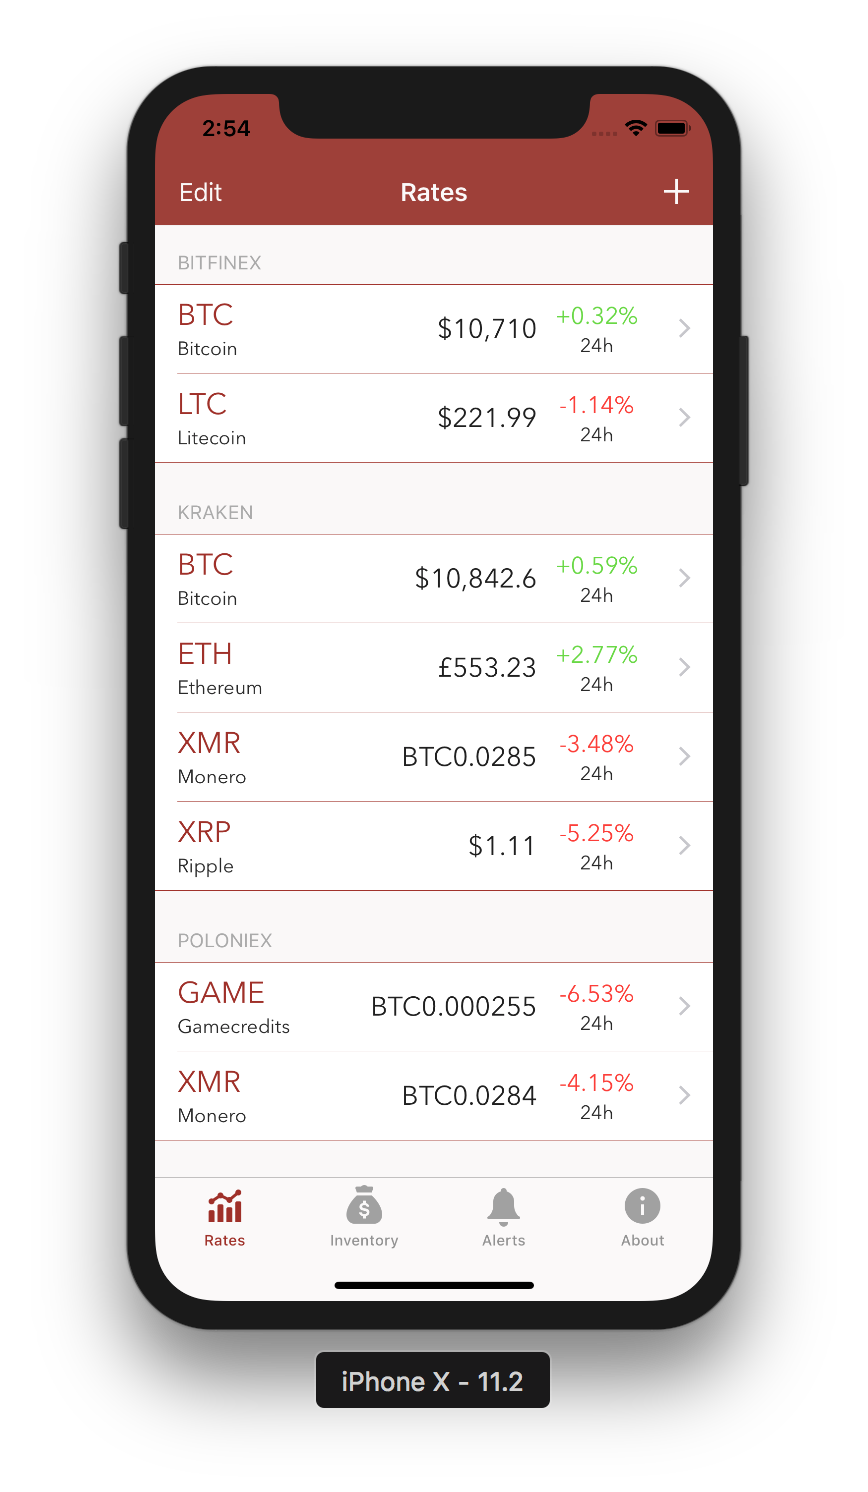 2:54
Edit Rates +
BITFINEX
BTC $10,710 +0.32%
Bitcoin 24h
LTC $221.99 -1.14%
Litecoin 24h
KRAKEN
BTC $10,842.6 +0.59%
Bitcoin 24h
ETH £553.23 +2.77%
Ethereum 24h
XMR BTC0.0285 -3.48%
Monero 24h
XRP $1.11 -5.25%
Ripple 24h
POLONIEX
GAME BTC0.000255 -6.53%
Gamecredits 24h
XMR BTC0.0284 -4.15%
Monero 24h
Rates Inventory Alerts About
iPhone X - 11.2